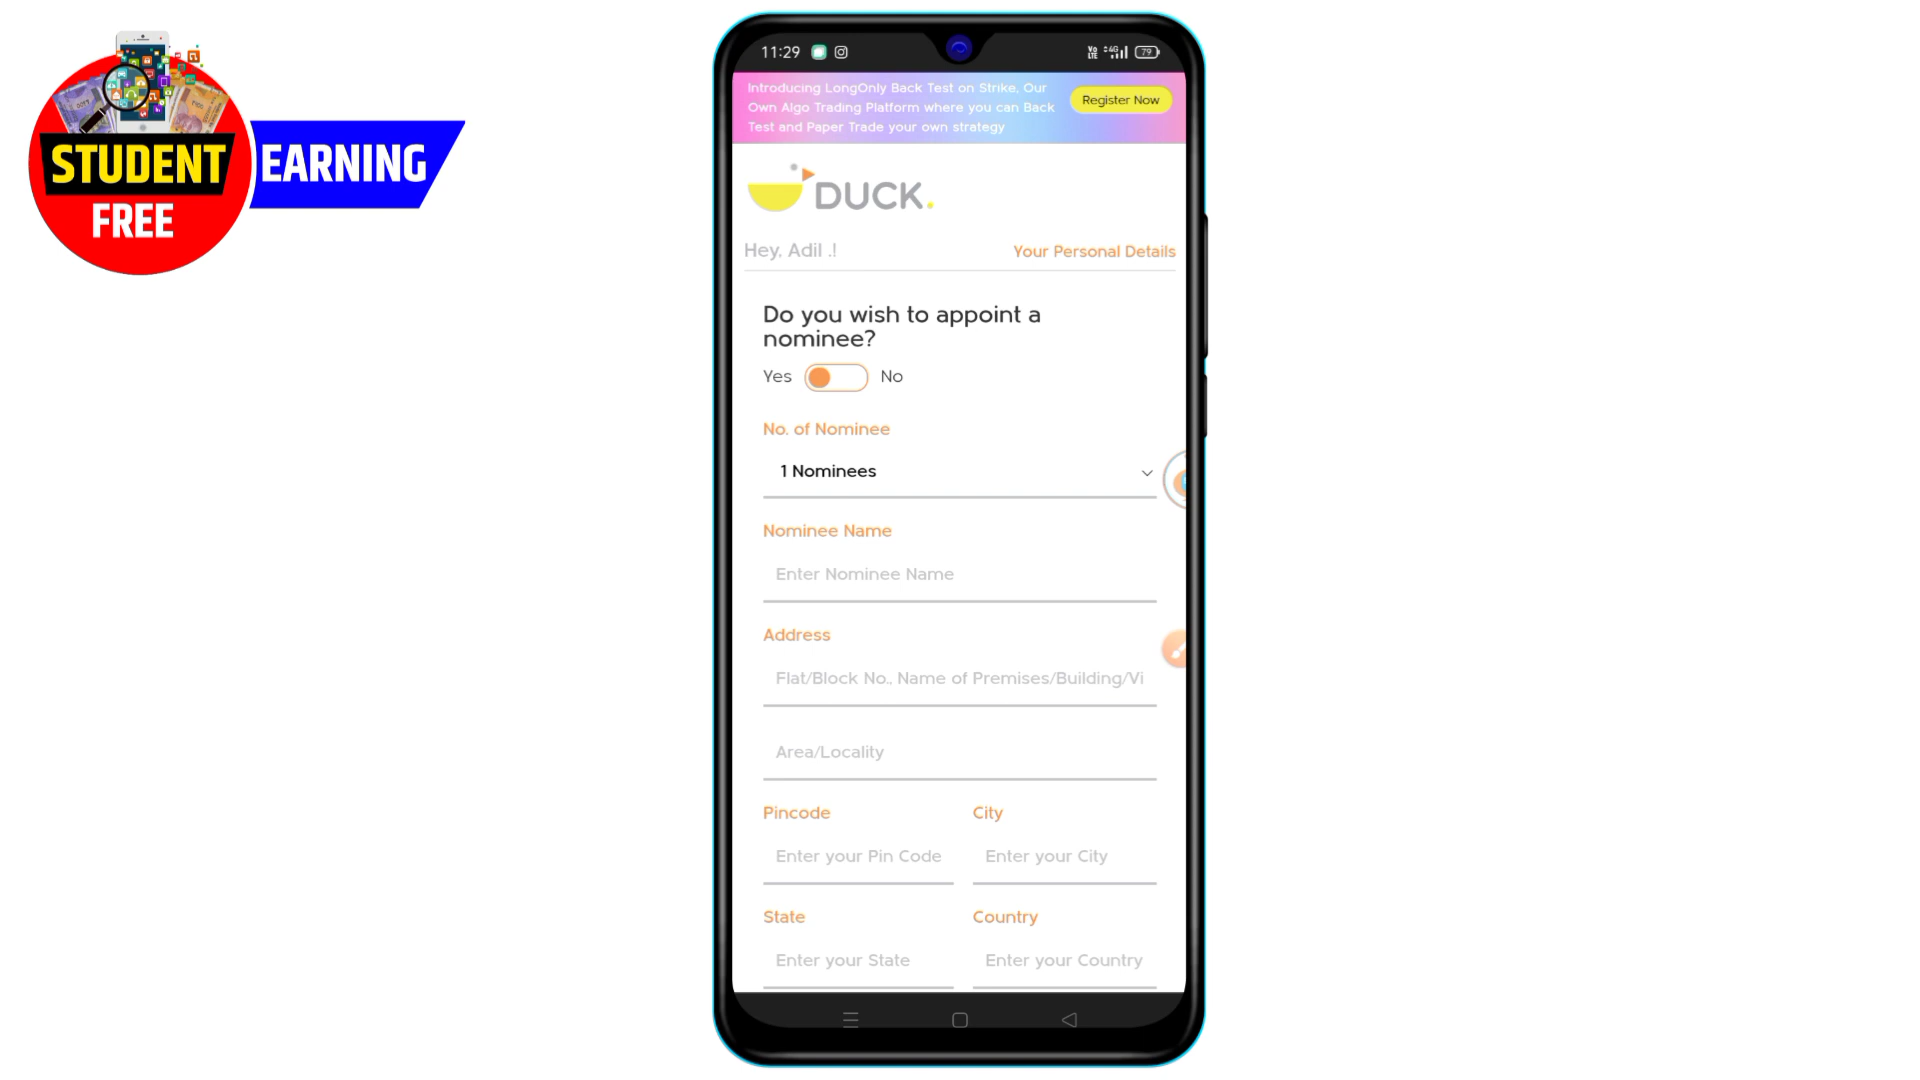 STUDENT
EARNING
FREE
11:29
79
Introducing LongOnly Back Test on Strike, Our
Own Algo Trading Platform where you can Back
Test and Paper Trade your own strategy
Register Now
DUCK.
Hey, Adil .!
Your Personal Details
Do you wish to appoint a
nominee?
Yes
No
No. of Nominee
1 Nominees
Nominee Name
Enter Nominee Name
Address
Flat/Block No., Name of Premises/Building/Vi
Area/Locality
Pincode
City
Enter your Pin Code
Enter your City
State
Country
Enter your State
Enter your Country